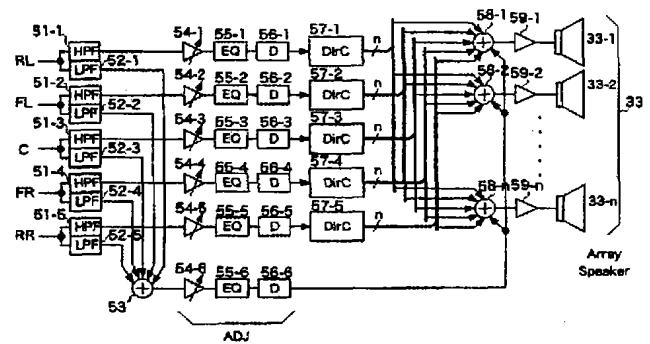 51-1 54-1 55-1 56-1 57-1 58-1 59-1
RL HPF LPF 52-1 EQ D DirC n 33-1
51-2 54-2 55-2 56-2 57-2 58-2 59-2
FL HPF LPF 52-2 EQ D DirC n 33-2
51-3 54-3 55-3 56-3 57-3 33
C HPF LPF 52-3 EQ D DirC n
51-4 54-4 55-4 56-4 57-4 58-n 59-n
FR HPF LPF 52-4 EQ D DirC n 33-n
51-5 54-5 55-5 56-5 57-5
RR HPF LPF 52-5 EQ D DirC n
Array
Speaker
54-6 55-6 56-6
53 EQ D
ADJ